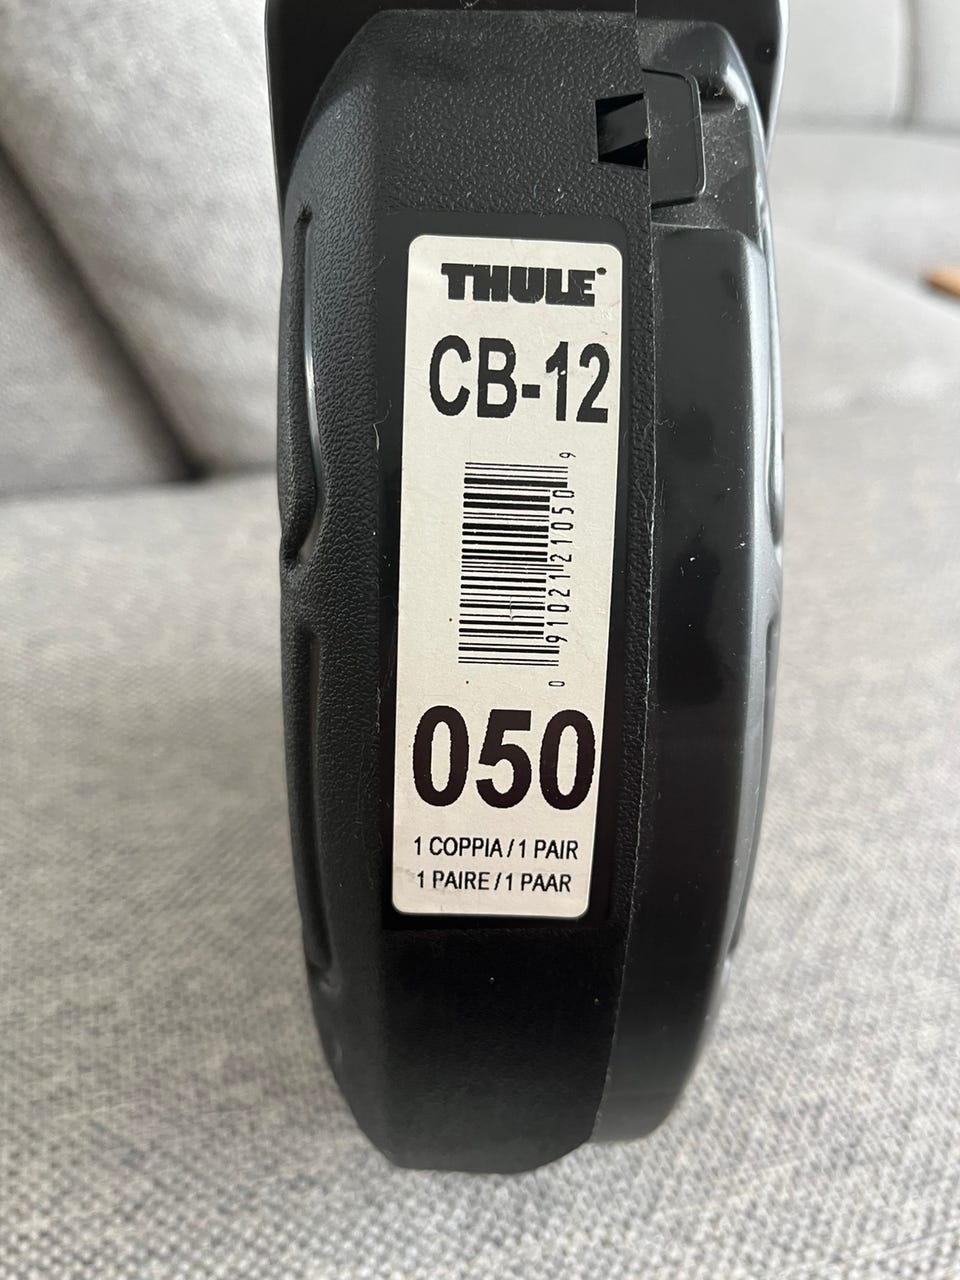 THULE
CB-12
0 91021 21050 9
050
1 COPPIA / 1 PAIR
1 PAIRE / 1 PAAR